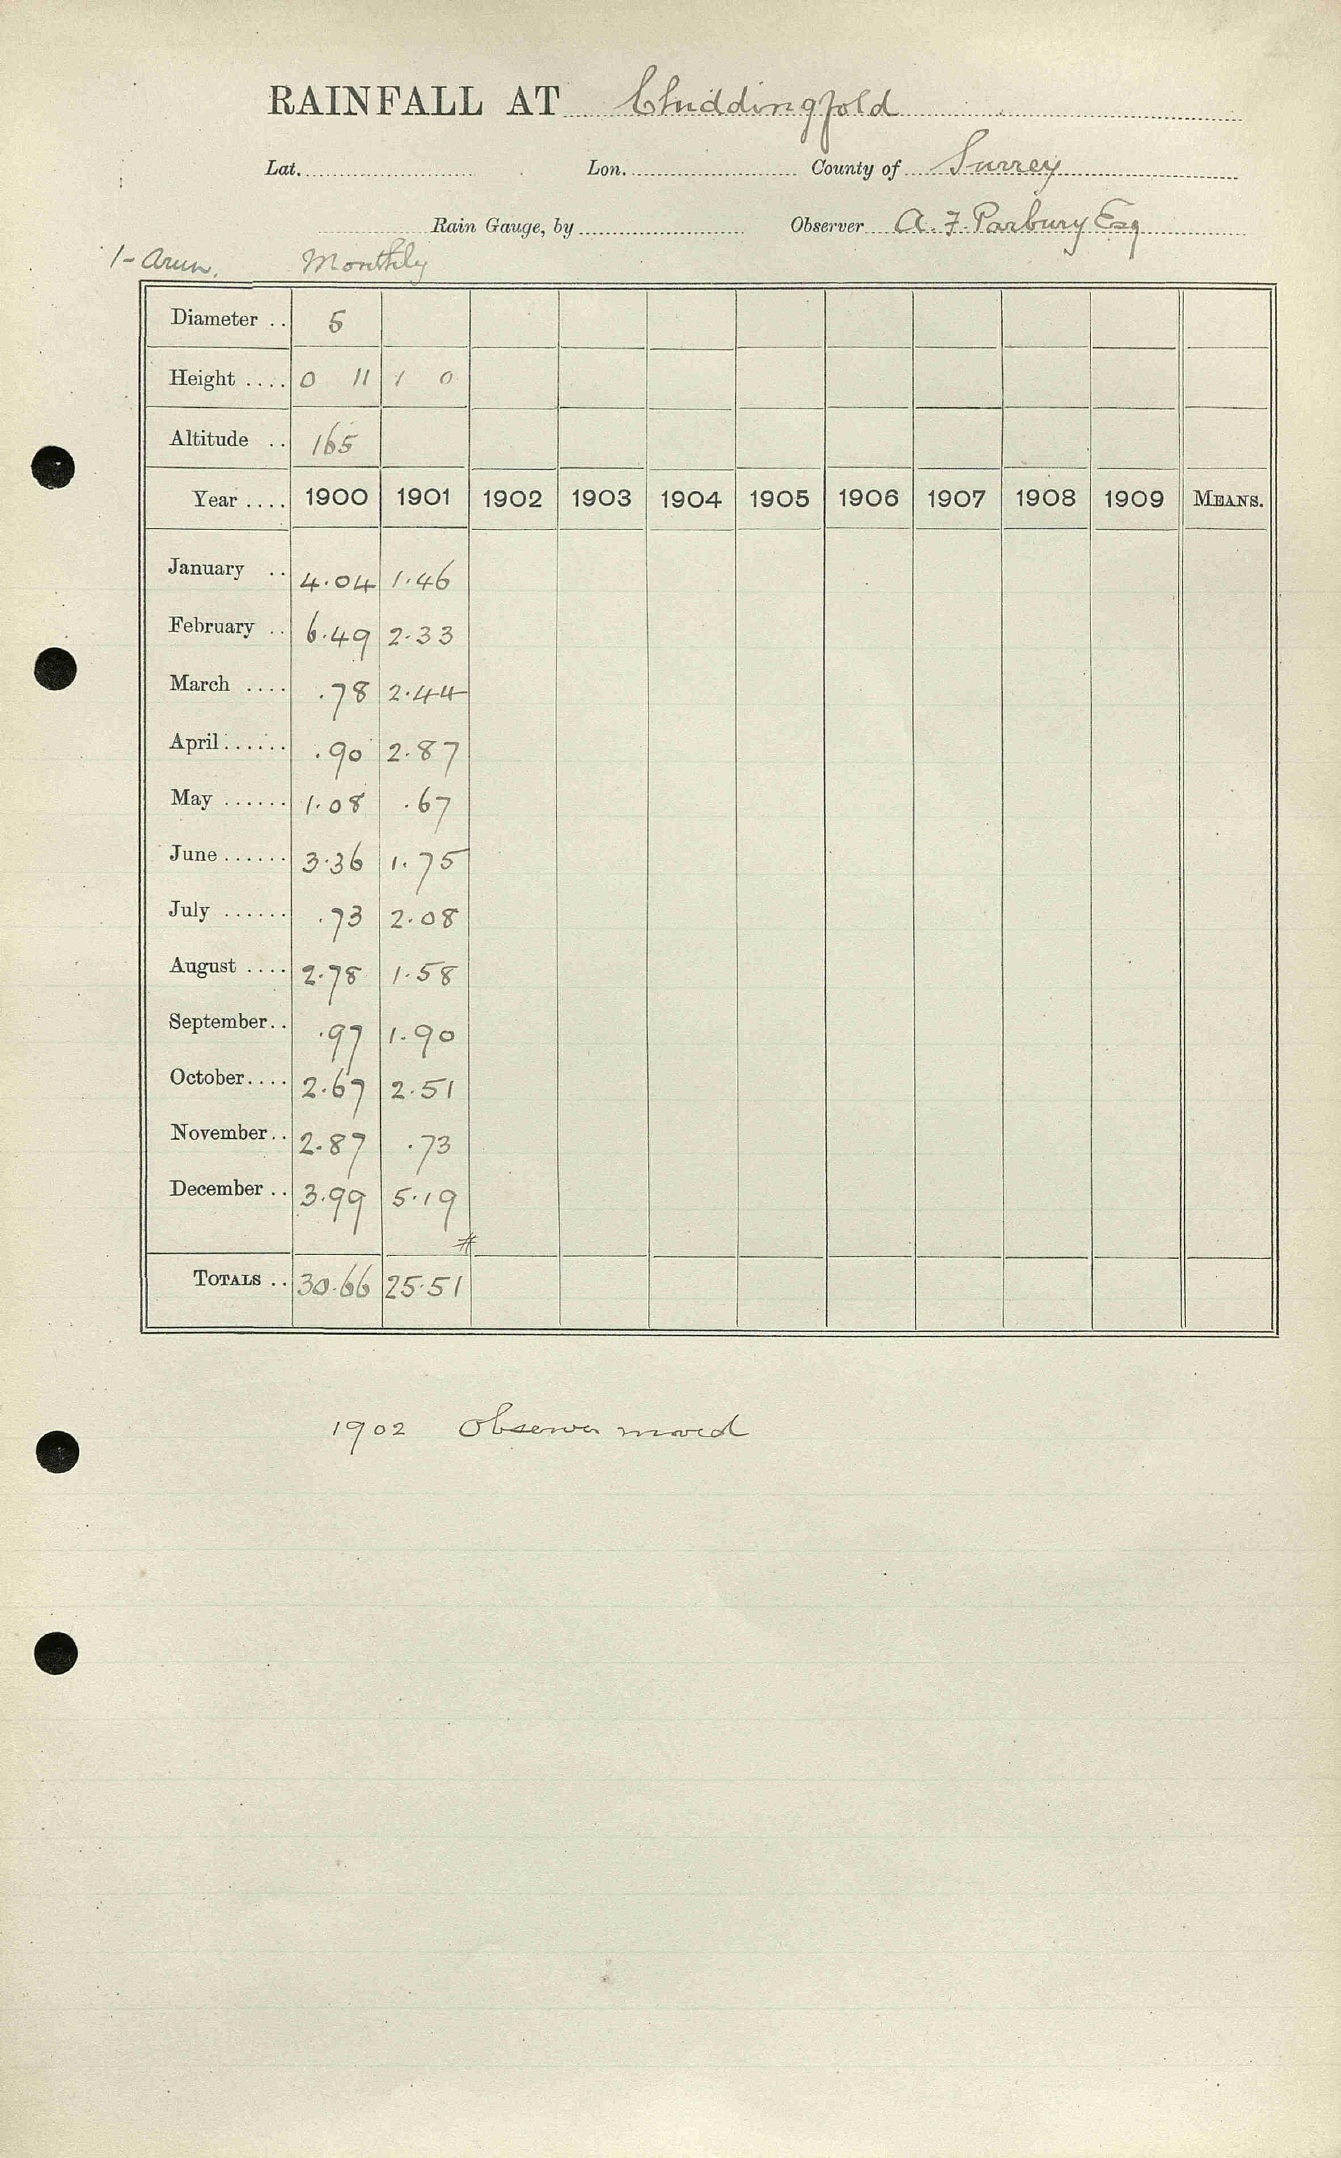 RAINFALL AT Chiddingfold
Lat. Lon. County of Surrey
Rain Gauge, by Observer A. F. Parbury Esq
1 - Arun. Monthly
Diameter .. 5
Height .... 0 11 1 0
Altitude .. 165
Year .... 1900 1901 1902 1903 1904 1905 1906 1907 1908 1909 MEANS.
January .. 4.04 1.46
February .. 6.49 2.33
March .... .78 2.44
April ...... .90 2.87
May ...... 1.08 .67
June ...... 3.36 1.75
July ...... .73 2.08
August .... 2.78 1.58
September .. .97 1.90
October .... 2.67 2.51
November .. 2.87 .73
December .. 3.99 5.19
#
TOTALS .. 30.66 25.51
1902 Observer moved